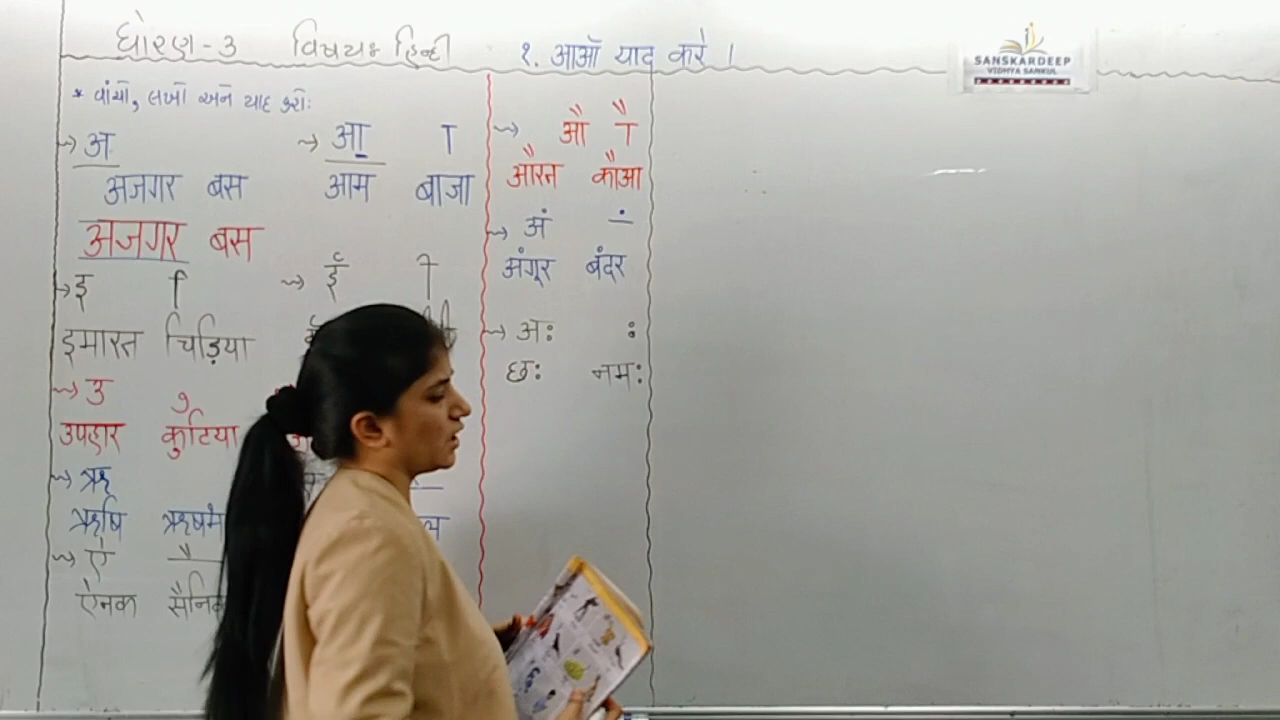 ધોરણ - ૩ વિષયઃ હિન્દી १. आओ याद करे ।
SANSKARDEEP
VIDHYA SANKUL
* વાંચો, લખો અને યાદ કરોઃ
→ अ → आ ा
अजगर बस आम बाजा
अजगर बस
→ इ ि → ई ी
इमारत चिड़िया
→ उ ु
उपहार कुटिया
→ ऋ
ऋषि
→ ऐ ै
ऐनक
→ औ ौ
औरत कौआ
→ अं ं
अंगूर बंदर
→ अः ः
छः नमः